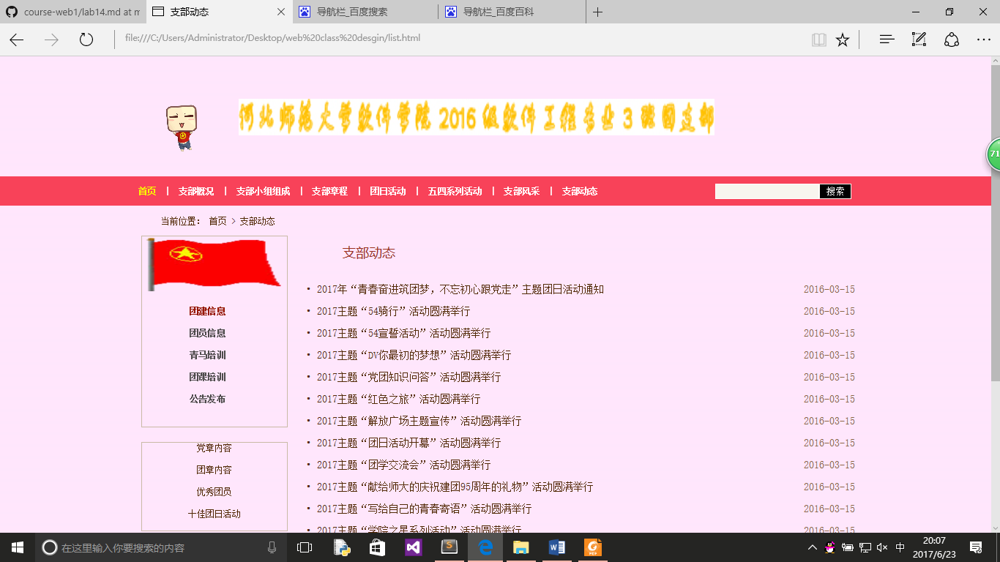 course-web1/lab14.md at m
支部动态
导航栏_百度搜索
导航栏_百度百科
file:///C:/Users/Administrator/Desktop/web%20class%20desgin/list.html
河北师范大学软件学院 2016 级软件工程专业 3 班团支部
71
首页 | 支部概况 | 支部小组组成 | 支部章程 | 团日活动 | 五四系列活动 | 支部风采 | 支部动态
搜索
当前位置： 首页 > 支部动态
团建信息
团员信息
青马培训
团课培训
公告发布
党章内容
团章内容
优秀团员
十佳团日活动
支部动态
• 2017年“青春奋进筑团梦，不忘初心跟党走”主题团日活动通知 2016-03-15
• 2017主题“54骑行”活动圆满举行 2016-03-15
• 2017主题“54宣誓活动”活动圆满举行 2016-03-15
• 2017主题“DV你最初的梦想”活动圆满举行 2016-03-15
• 2017主题“党团知识问答”活动圆满举行 2016-03-15
• 2017主题“红色之旅”活动圆满举行 2016-03-15
• 2017主题“解放广场主题宣传”活动圆满举行 2016-03-15
• 2017主题“团日活动开幕”活动圆满举行 2016-03-15
• 2017主题“团学交流会”活动圆满举行 2016-03-15
• 2017主题“献给师大的庆祝建团95周年的礼物”活动圆满举行 2016-03-15
• 2017主题“写给自己的青春寄语”活动圆满举行 2016-03-15
• 2017主题“学院之星系列活动”活动圆满举行 2016-03-15
在这里输入你要搜索的内容
中
20:07
2017/6/23